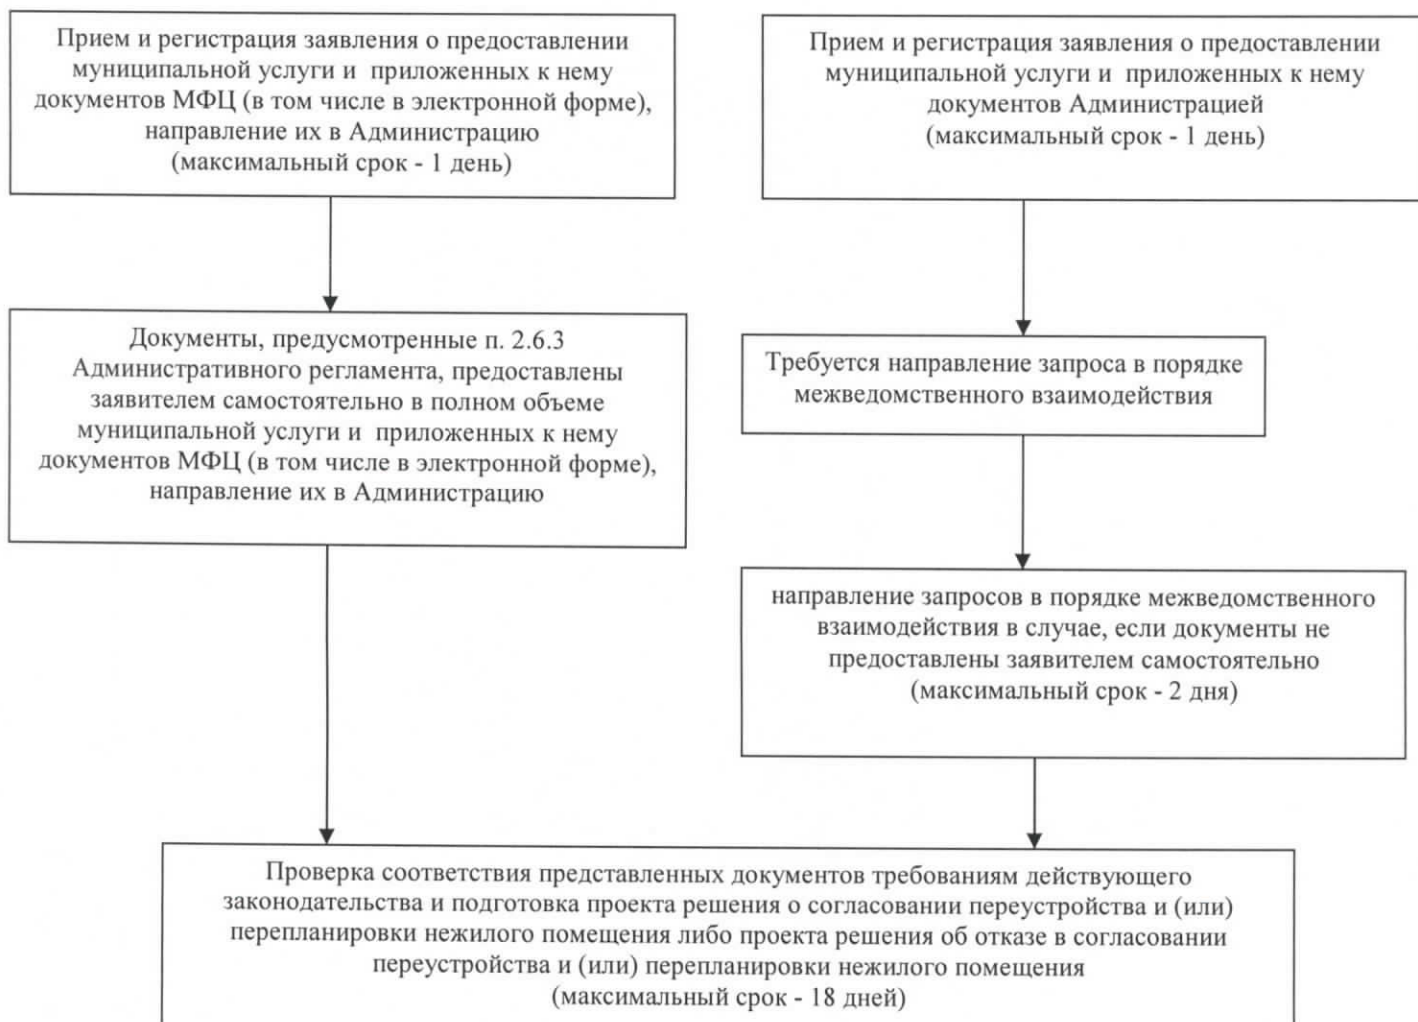 Прием и регистрация заявления о предоставлении
муниципальной услуги и приложенных к нему
документов МФЦ (в том числе в электронной форме),
направление их в Администрацию
(максимальный срок - 1 день)
Прием и регистрация заявления о предоставлении
муниципальной услуги и приложенных к нему
документов Администрацией
(максимальный срок - 1 день)
Документы, предусмотренные п. 2.6.3
Административного регламента, предоставлены
заявителем самостоятельно в полном объеме
муниципальной услуги и приложенных к нему
документов МФЦ (в том числе в электронной форме),
направление их в Администрацию
Требуется направление запроса в порядке
межведомственного взаимодействия
направление запросов в порядке межведомственного
взаимодействия в случае, если документы не
предоставлены заявителем самостоятельно
(максимальный срок - 2 дня)
Проверка соответствия представленных документов требованиям действующего
законодательства и подготовка проекта решения о согласовании переустройства и (или)
перепланировки нежилого помещения либо проекта решения об отказе в согласовании
переустройства и (или) перепланировки нежилого помещения
(максимальный срок - 18 дней)